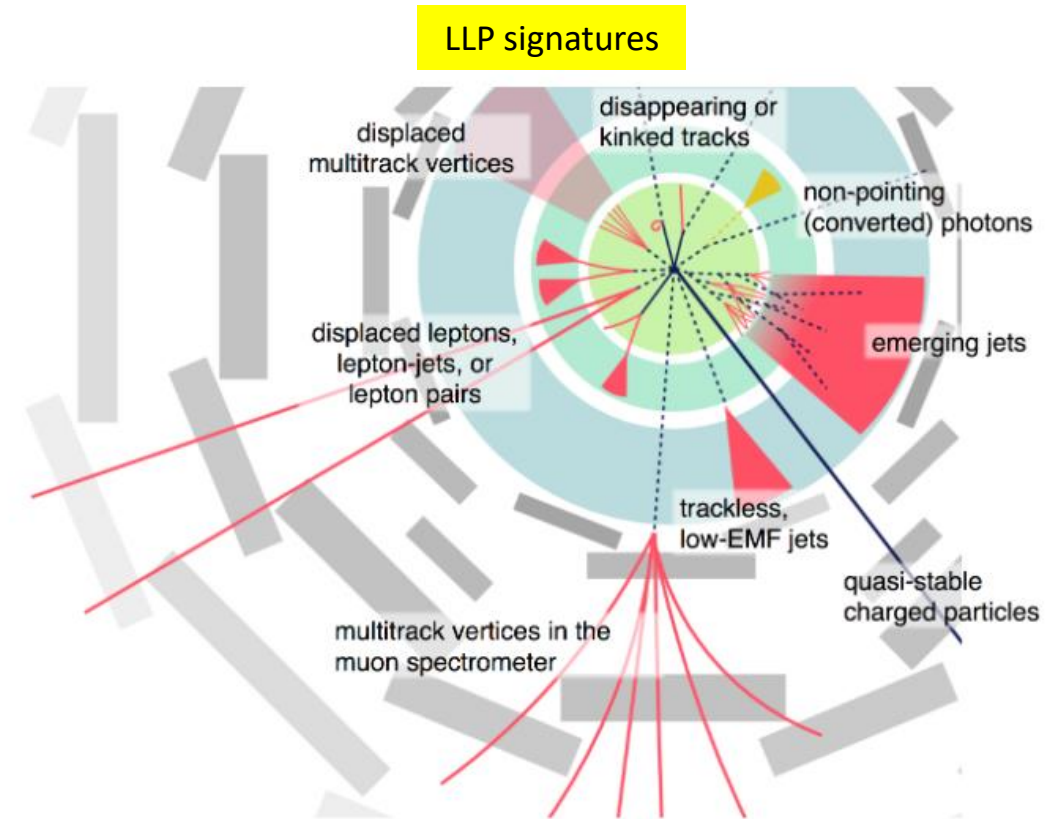 LLP signatures
disappearing or
kinked tracks
displaced
multitrack vertices
non-pointing
(converted) photons
displaced leptons,
lepton-jets, or
lepton pairs
emerging jets
trackless,
low-EMF jets
quasi-stable
charged particles
multitrack vertices in the
muon spectrometer